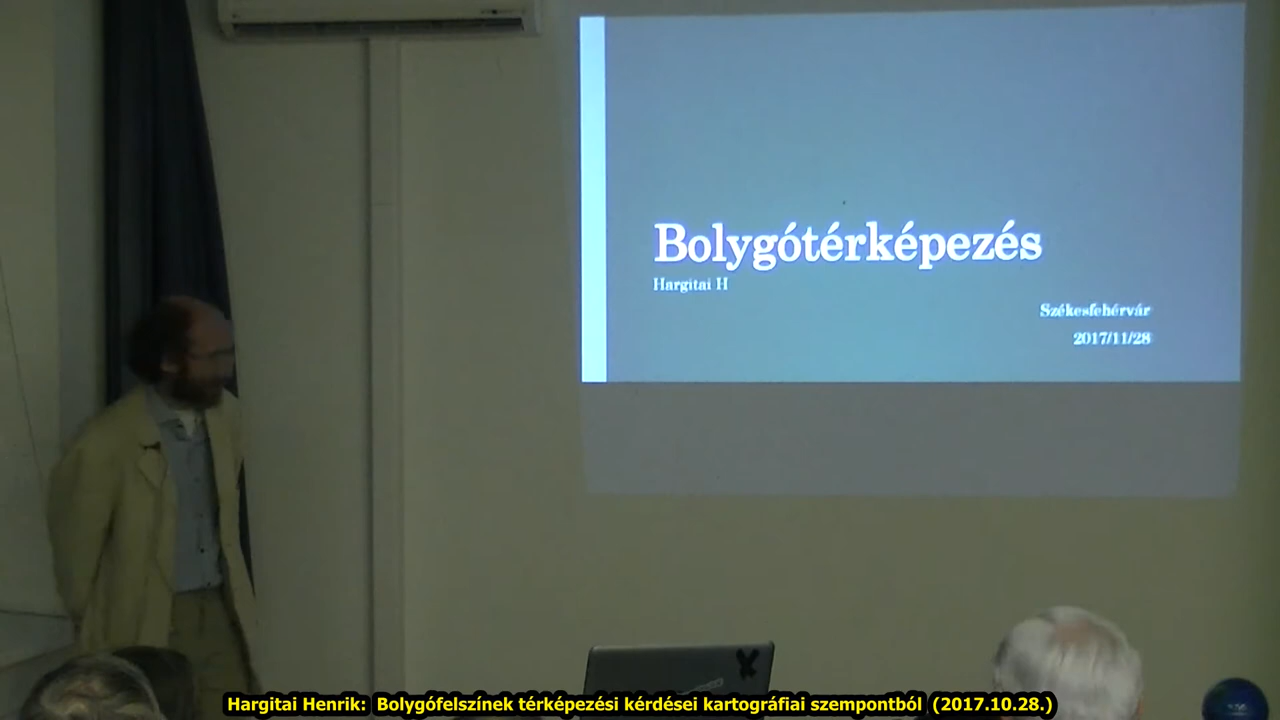 Bolygótérképezés
Hargitai H
Székesfehérvár
2017/11/28
Hargitai Henrik: Bolygófelszínek térképezési kérdései kartográfiai szempontból (2017.10.28.)